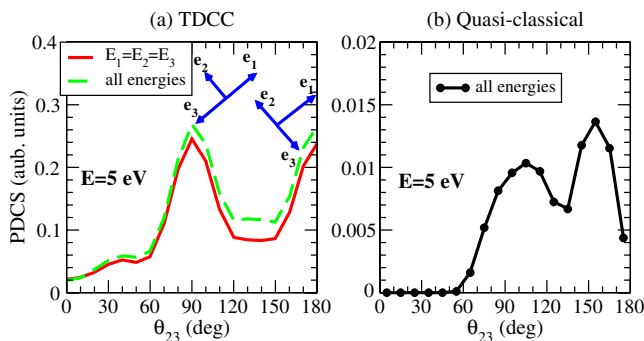 (a) TDCC
(b) Quasi-classical
PDCS (aub. units)
0.4
0.3
0.2
0.1
0
E₁=E₂=E₃
all energies
e₂
e₁
e₃
e₂
e₁
e₃
E=5 eV
0 30 60 90 120 150 180
θ₂₃ (deg)
0.02
0.015
0.01
0.005
0
all energies
E=5 eV
0 30 60 90 120 150 180
θ₂₃ (deg)